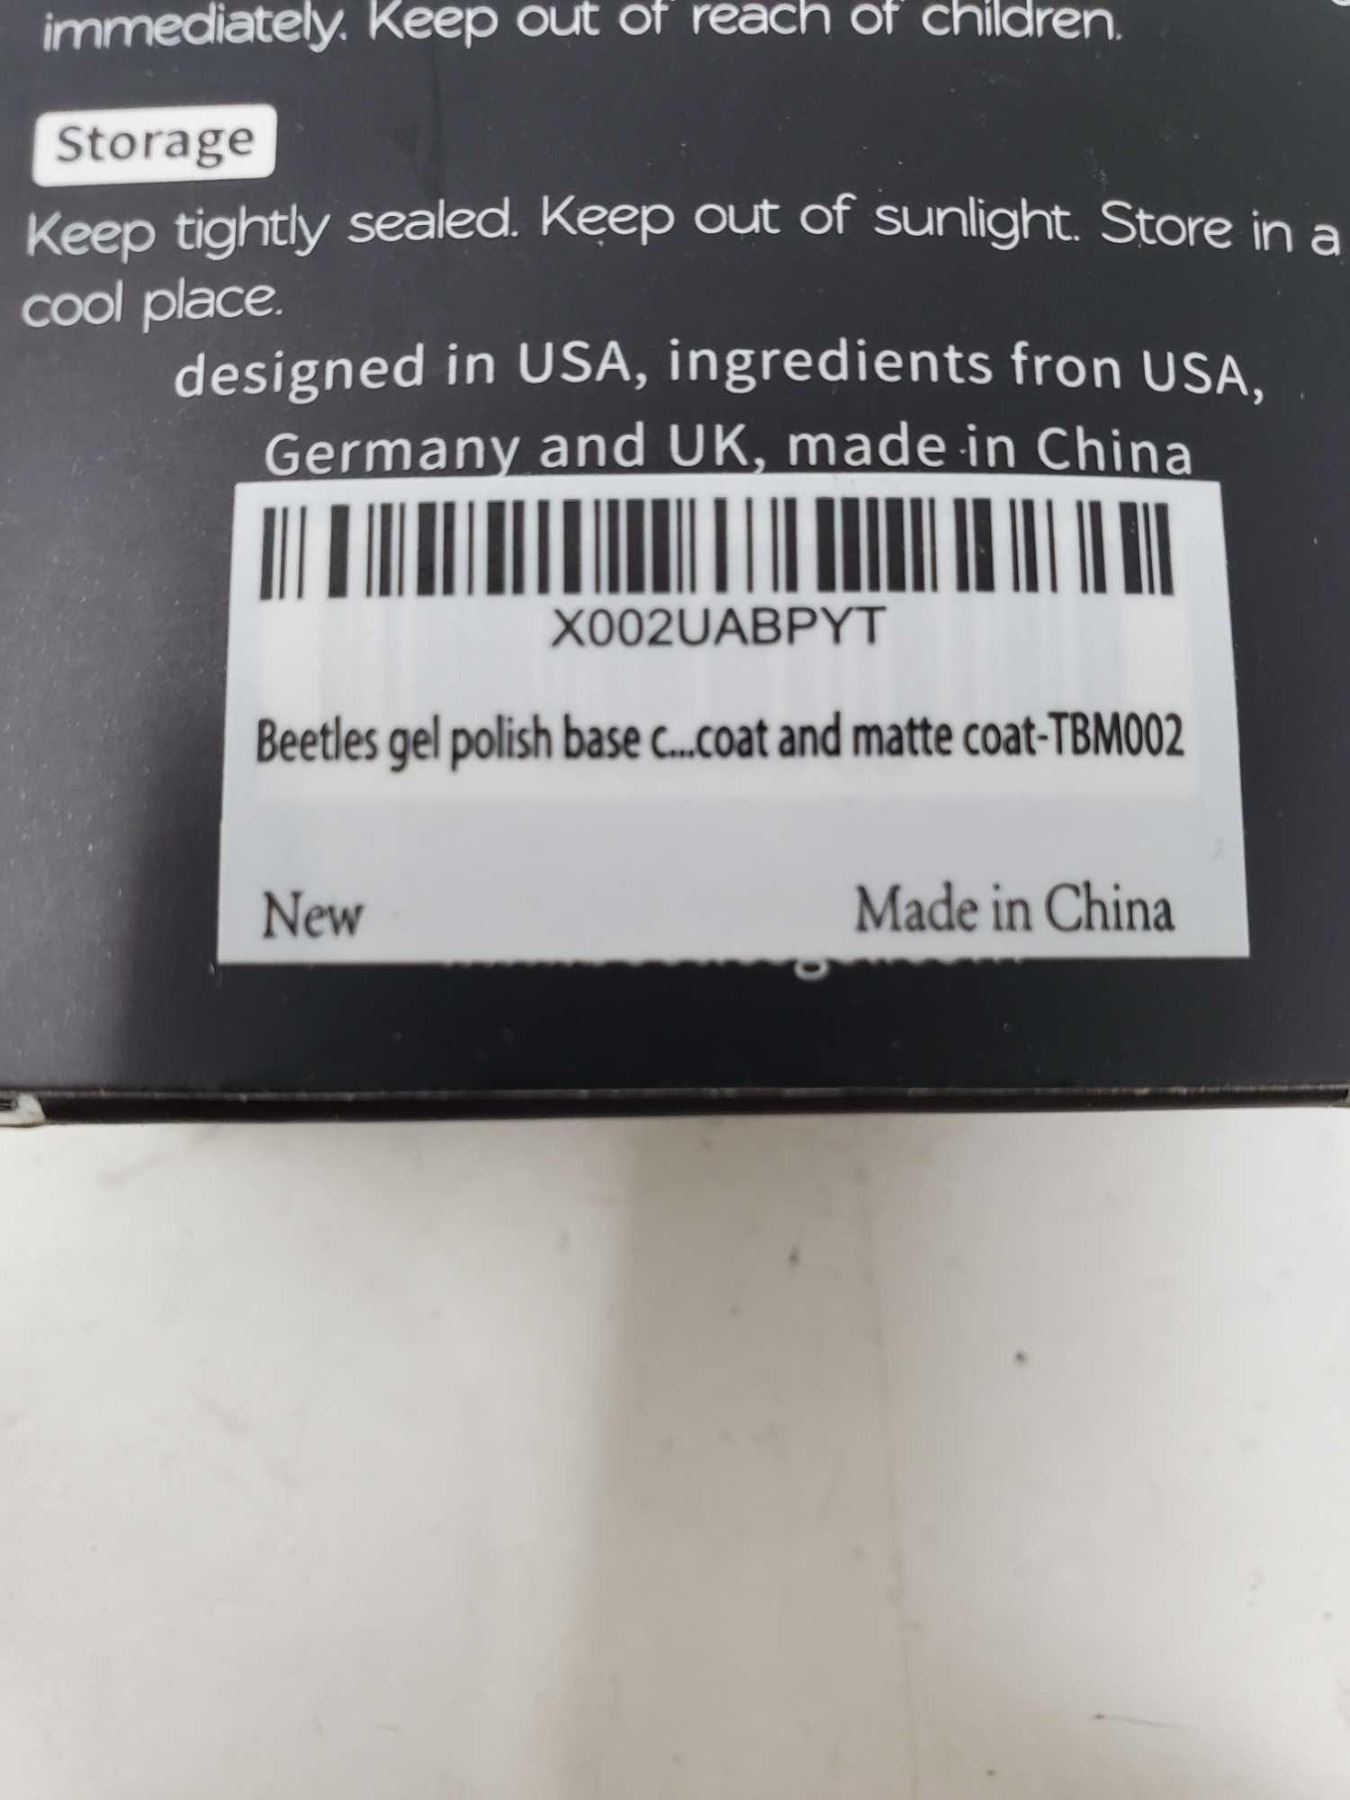 immediately. Keep out of reach of children.
Storage
Keep tightly sealed. Keep out of sunlight. Store in a
cool place.
designed in USA, ingredients fron USA,
Germany and UK, made in China
X002UABPYT
Beetles gel polish base c...coat and matte coat-TBM002
New
Made in China